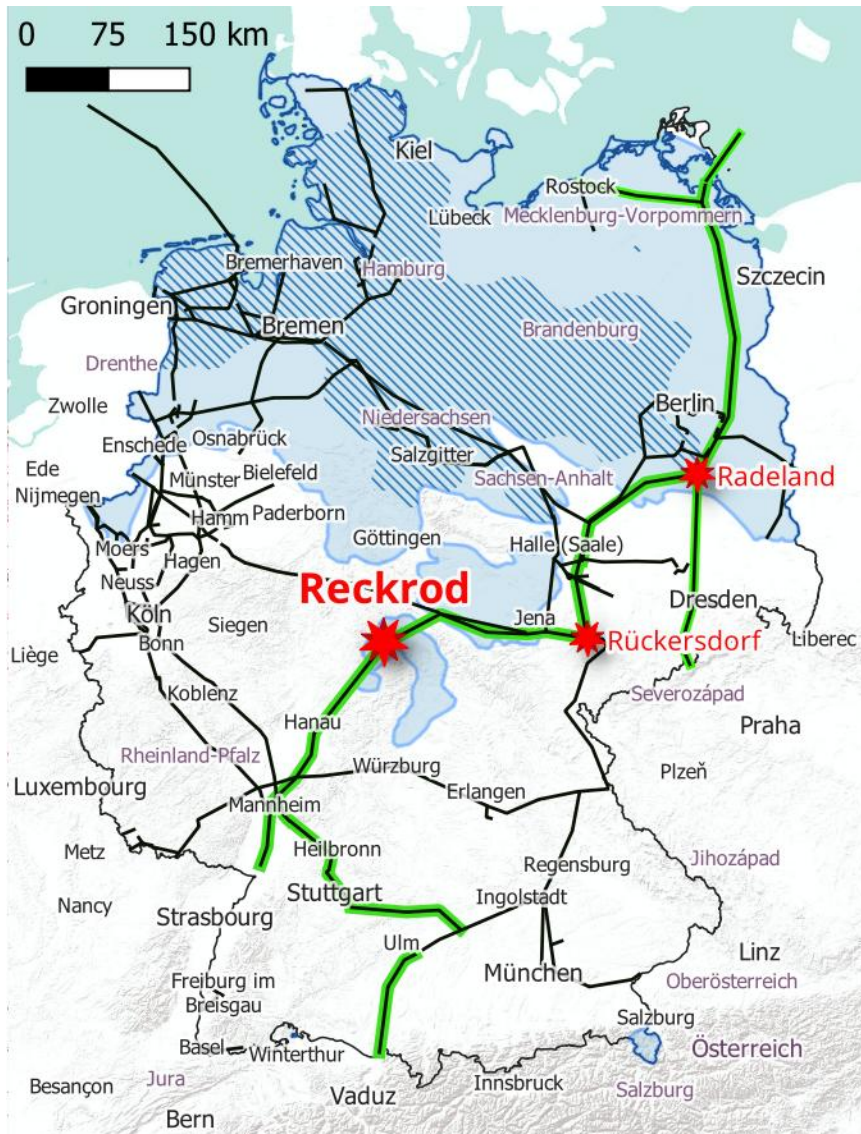 0 75 150 km
Kiel
Rostock
Lübeck
Mecklenburg-Vorpommern
Bremerhaven
Hamburg
Szczecin
Groningen
Bremen
Brandenburg
Drenthe
Zwolle
Berlin
Niedersachsen
Enschede
Osnabrück
Salzgitter
Ede
Nijmegen
Münster
Bielefeld
Sachsen-Anhalt
Radeland
Hamm
Paderborn
Göttingen
Halle (Saale)
Moers
Hagen
Neuss
Reckrod
Dresden
Köln
Siegen
Jena
Rückersdorf
Liberec
Liège
Bonn
Koblenz
Severozápad
Hanau
Praha
Rheinland-Pfalz
Würzburg
Plzeň
Luxembourg
Mannheim
Erlangen
Metz
Heilbronn
Regensburg
Jihozápad
Nancy
Stuttgart
Ingolstadt
Strasbourg
Ulm
Linz
München
Freiburg im
Breisgau
Oberösterreich
Salzburg
Basel
Winterthur
Österreich
Besançon
Jura
Vaduz
Innsbruck
Salzburg
Bern